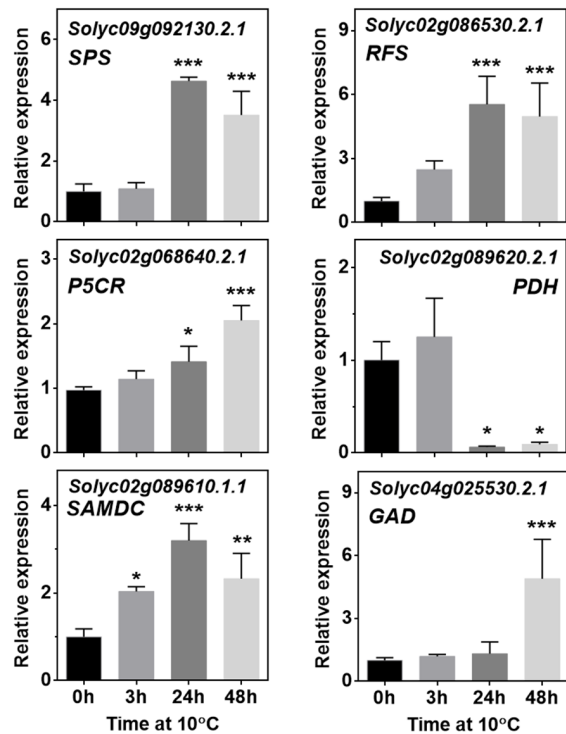 Relative expression
6
4
2
0
Solyc09g092130.2.1
SPS
***
***
Relative expression
9
6
3
0
Solyc02g086530.2.1
RFS
***
***
Relative expression
3
2
1
0
Solyc02g068640.2.1
P5CR
*
***
Relative expression
2
1
0
Solyc02g089620.2.1
PDH
*
*
Relative expression
4
2
0
Solyc02g089610.1.1
SAMDC
*
***
**
0h 3h 24h 48h
Time at 10°C
Relative expression
9
6
3
0
Solyc04g025530.2.1
GAD
***
0h 3h 24h 48h
Time at 10°C